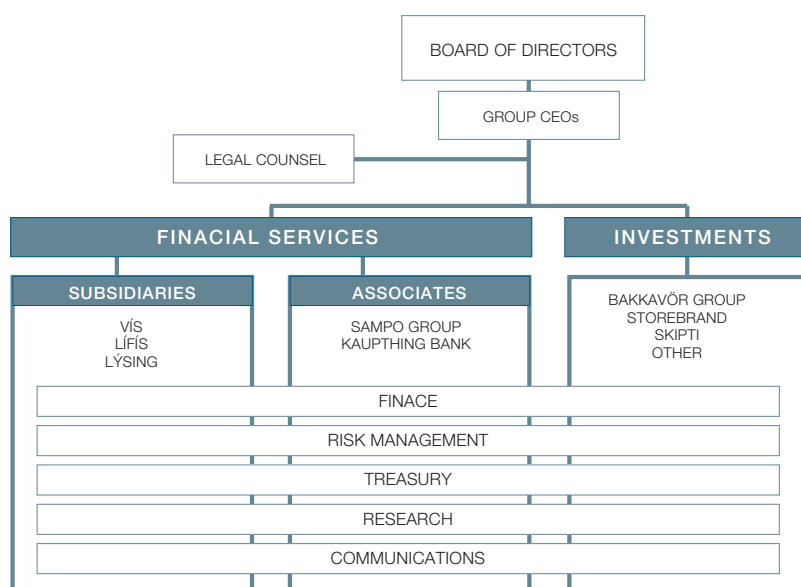 BOARD OF DIRECTORS
GROUP CEOs
LEGAL COUNSEL
FINACIAL SERVICES
INVESTMENTS
SUBSIDIARIES
ASSOCIATES
VÍS
LÍFÍS
LÝSING
SAMPO GROUP
KAUPTHING BANK
BAKKAVÖR GROUP
STOREBRAND
SKIPTI
OTHER
FINACE
RISK MANAGEMENT
TREASURY
RESEARCH
COMMUNICATIONS